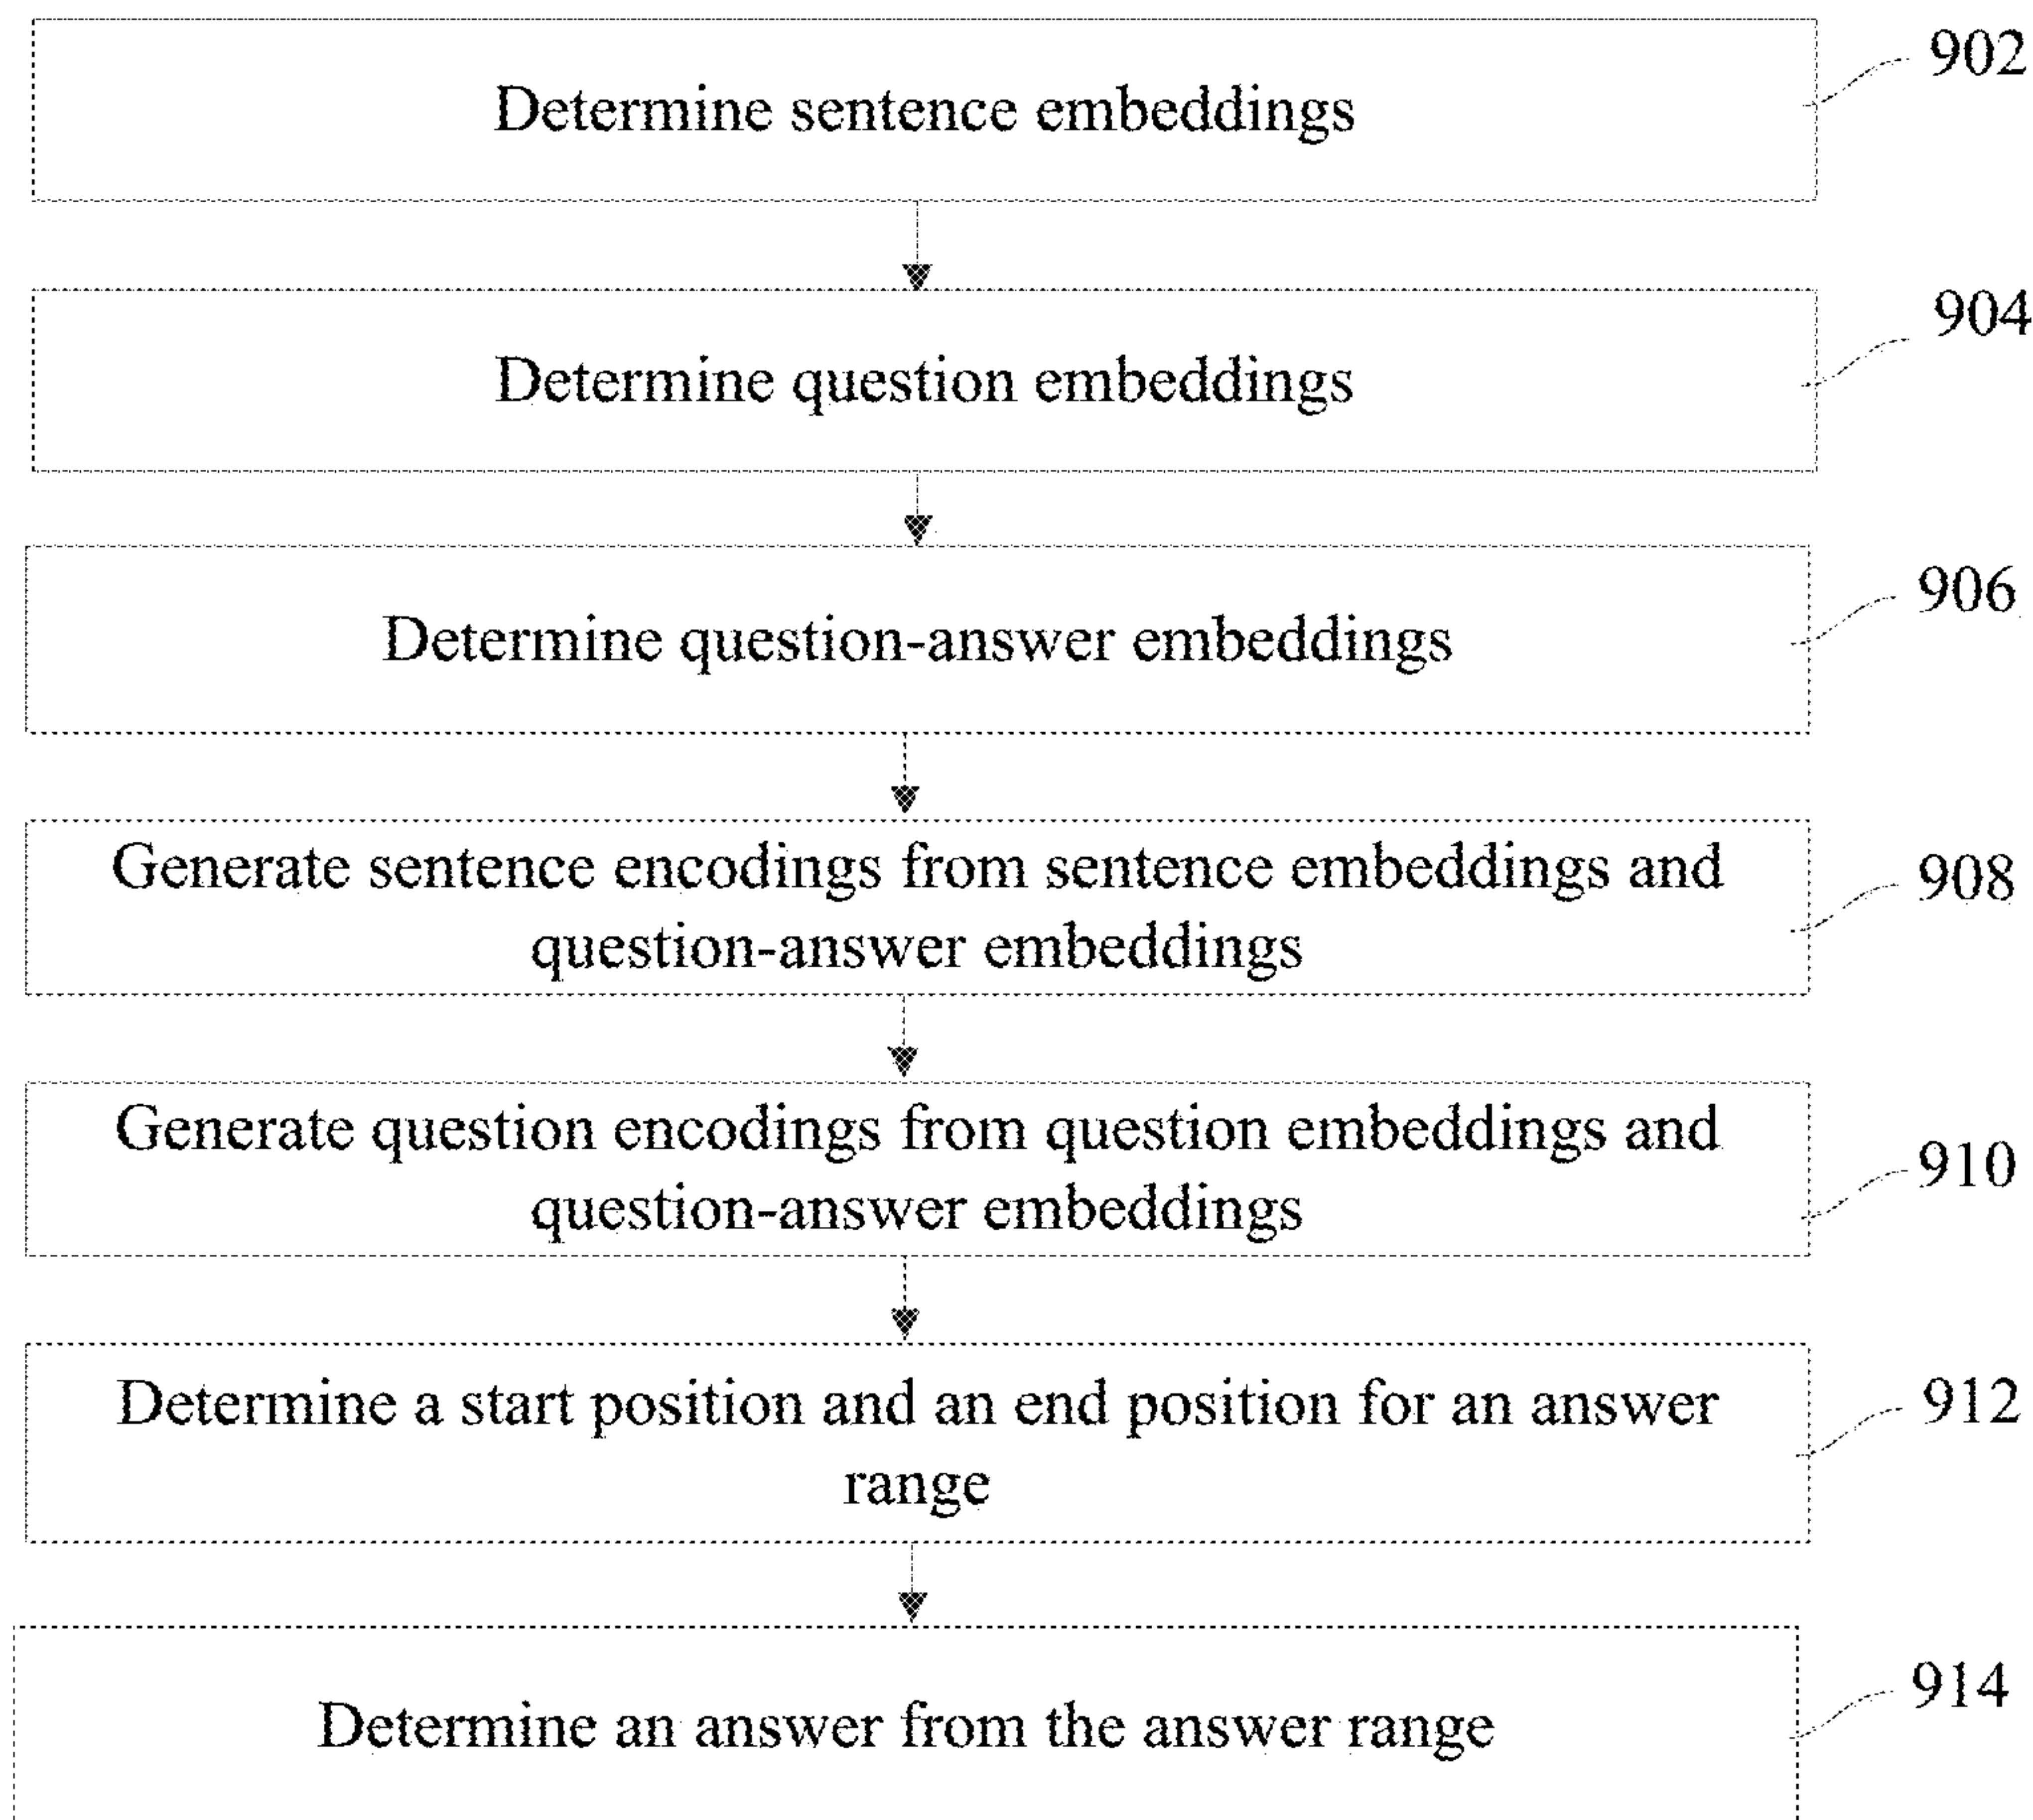 902
Determine sentence embeddings
904
Determine question embeddings
906
Determine question-answer embeddings
908
Generate sentence encodings from sentence embeddings and
question-answer embeddings
910
Generate question encodings from question embeddings and
question-answer embeddings
912
Determine a start position and an end position for an answer
range
914
Determine an answer from the answer range